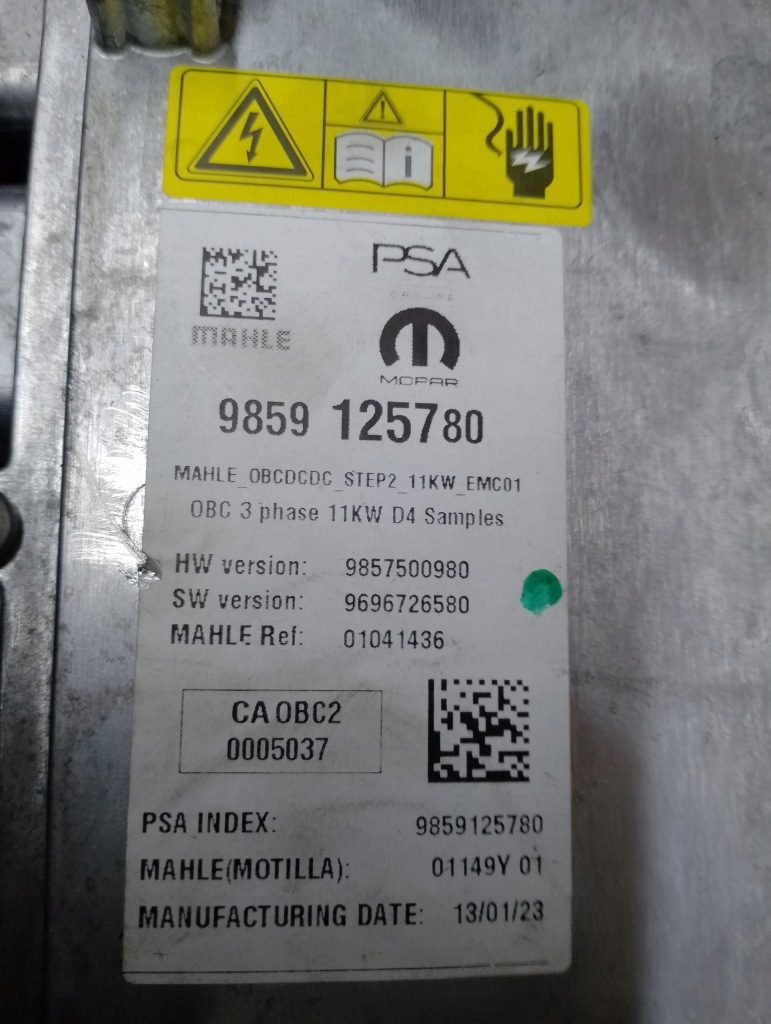 PSA
GROUPE
MAHLE
MOPAR
9859 125780
MAHLE_OBCDCDC_STEP2_11KW_EMC01
OBC 3 phase 11KW D4 Samples
HW version: 9857500980
SW version: 9696726580
MAHLE Ref: 01041436
CA OBC2
0005037
PSA INDEX: 9859125780
MAHLE(MOTILLA): 01149Y 01
MANUFACTURING DATE: 13/01/23